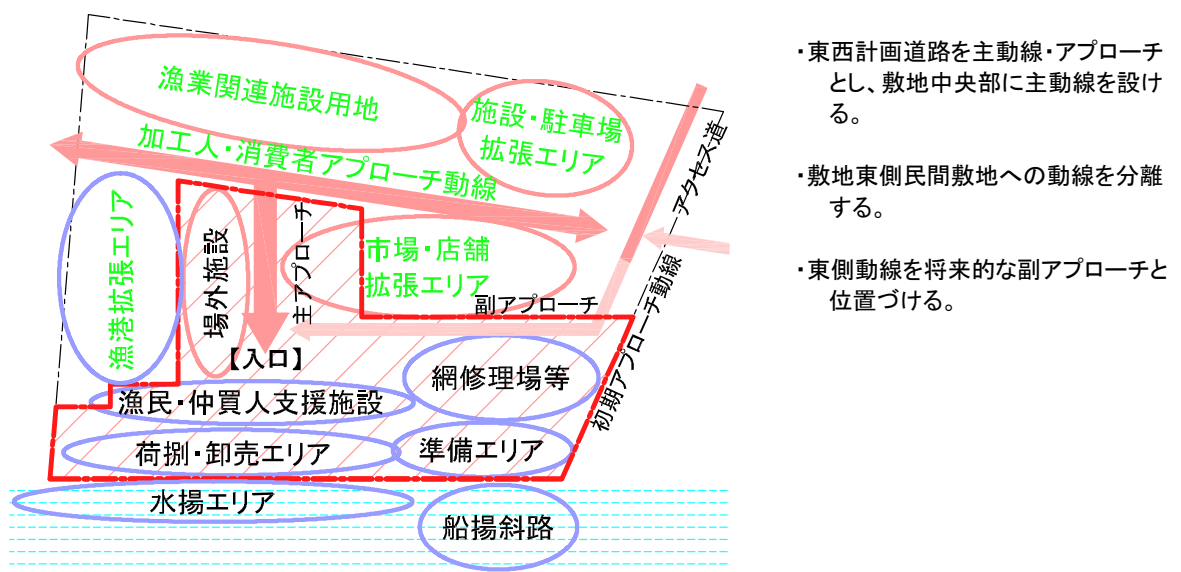 漁業関連施設用地
施設・駐車場
拡張エリア
加工人・消費者アプローチ動線
アクセス道
漁港拡張エリア
場外施設
主アプローチ
市場・店舗
拡張エリア
副アプローチ
初期アプローチ動線
【入口】
網修理場等
漁民・仲買人支援施設
荷捌・卸売エリア
準備エリア
水揚エリア
船揚斜路
・東西計画道路を主動線・アプローチ
とし、敷地中央部に主動線を設け
る。
・敷地東側民間敷地への動線を分離
する。
・東側動線を将来的な副アプローチと
位置づける。